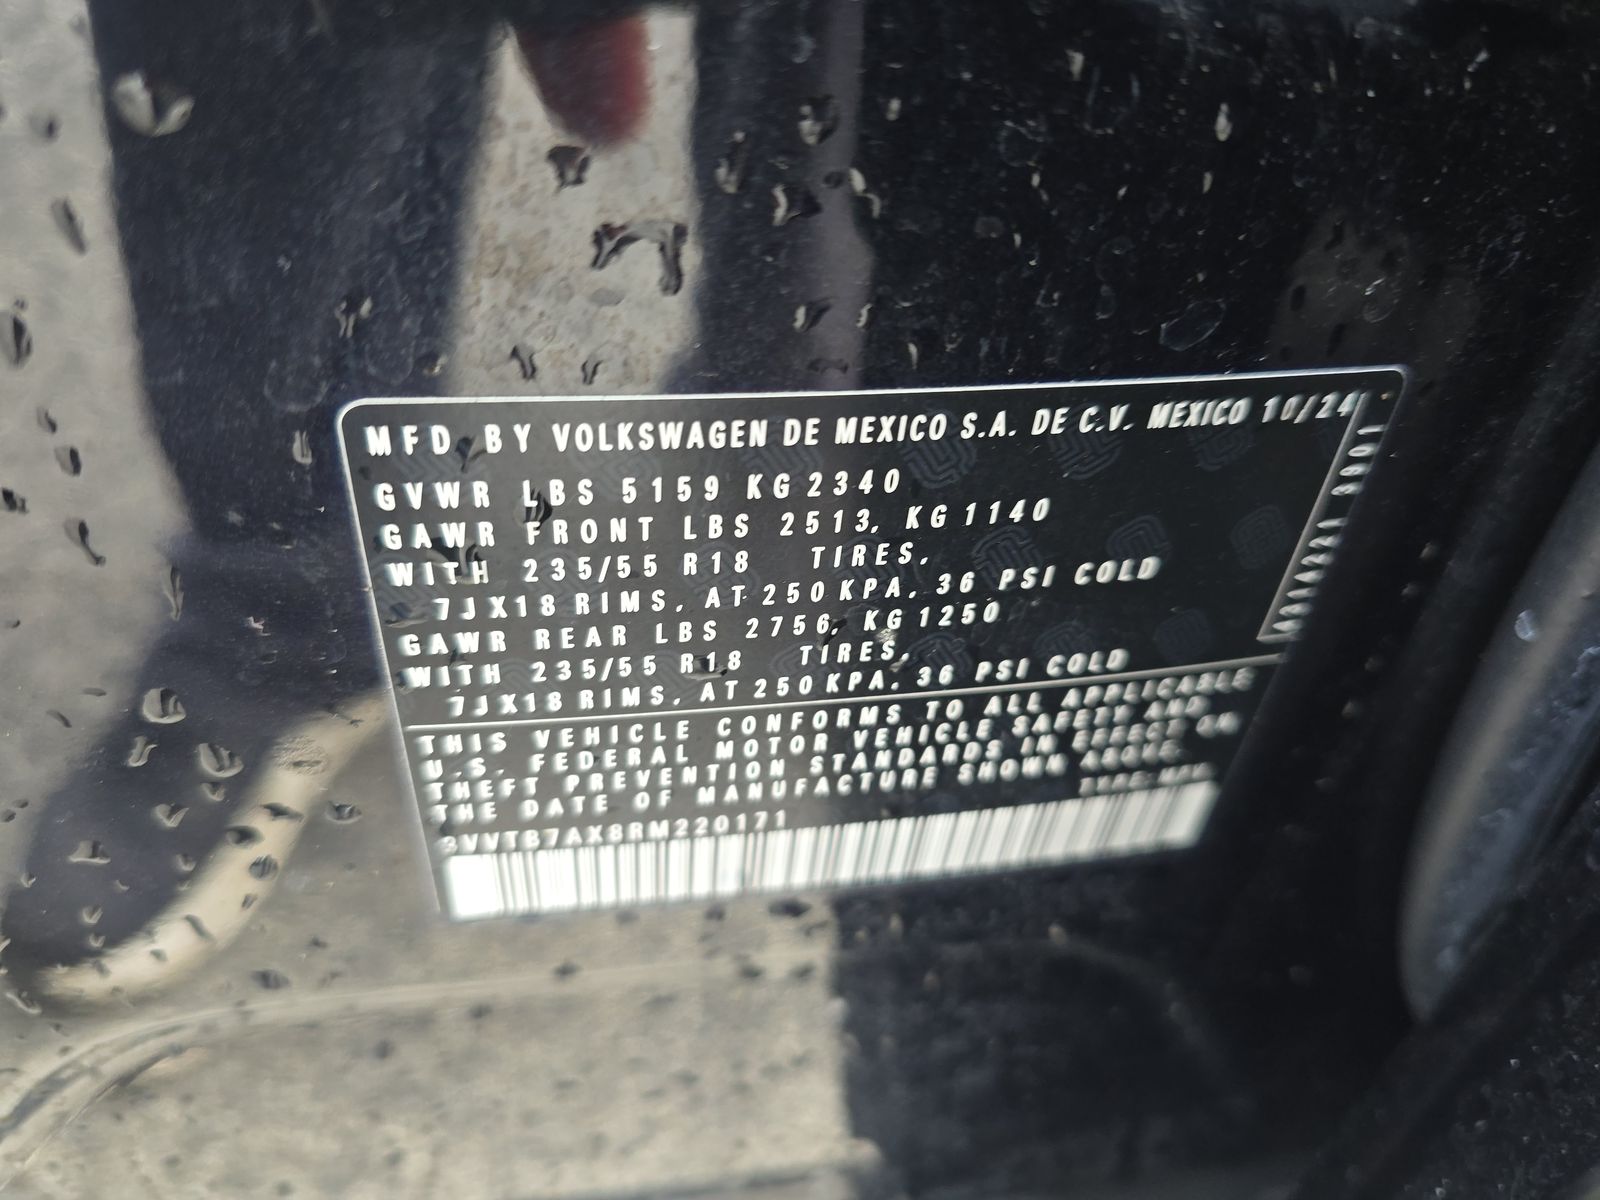 MFD. BY VOLKSWAGEN DE MEXICO S.A. DE C.V. MEXICO 10/24
GVWR LBS 5159 KG 2340
GAWR FRONT LBS 2513, KG 1140
WITH 235/55 R18 TIRES,
7JX18 RIMS, AT 250 KPA, 36 PSI COLD
GAWR REAR LBS 2756, KG 1250
WITH 235/55 R18 TIRES,
7JX18 RIMS, AT 250 KPA, 36 PSI COLD
THIS VEHICLE CONFORMS TO ALL APPLICABLE
U.S. FEDERAL MOTOR VEHICLE SAFETY AND
THEFT PREVENTION STANDARDS IN EFFECT ON
THE DATE OF MANUFACTURE SHOWN ABOVE.
3VVTB7AX8RM220171
TYPE: MPV